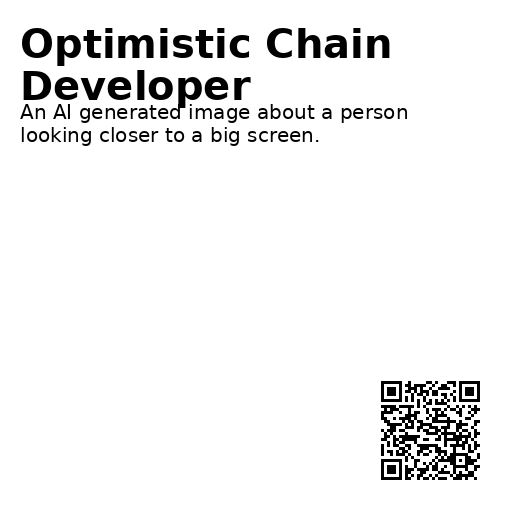 Optimistic Chain
Developer
An AI generated image about a person
looking closer to a big screen.